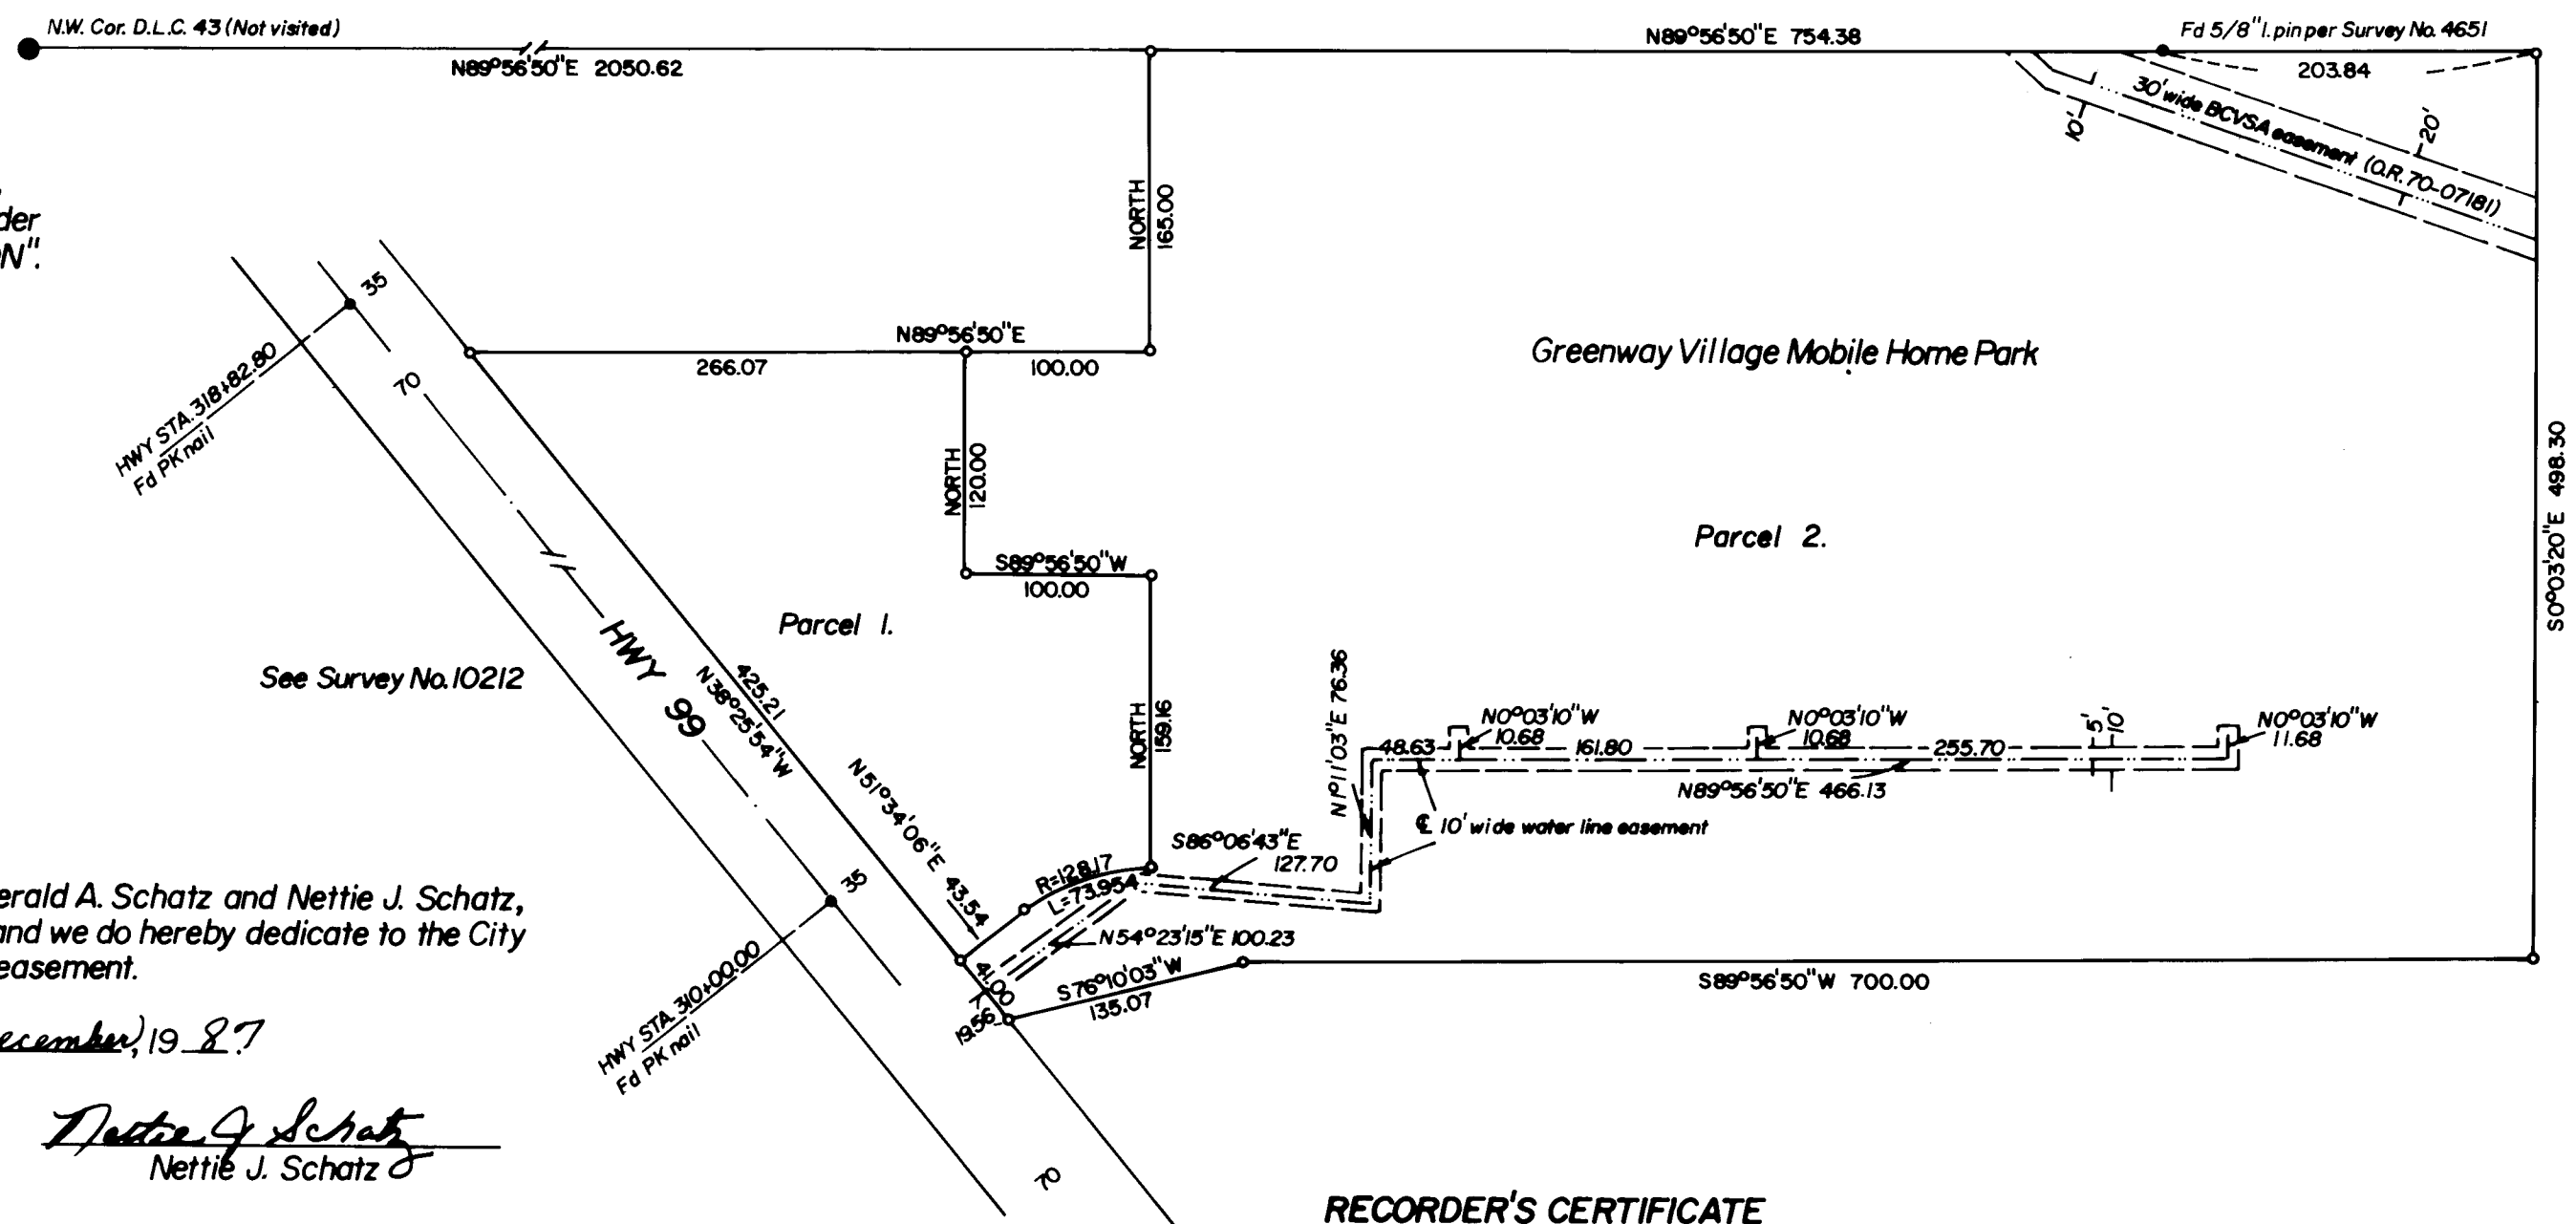 N.W. Cor. D.L.C. 43 (Not visited)
N89°56'50"E 2050.62
N89°56'50"E 754.38
Fd 5/8" I. pin per Survey No. 4651
203.84
30' wide BCVSA easement (O.R. 70-07181)
10'
20'
NORTH
165.00
der
N".
35
HWY STA. 318+82.80
Fd PK nail
70
N89°56'50"E
266.07
100.00
Greenway Village Mobile Home Park
NORTH
120.00
S89°56'50"W
100.00
Parcel 2.
S0°03'20"E 498.30
Parcel 1.
See Survey No. 10212
HWY 99
425.21
N38°25'54"W
NORTH
159.16
N1°11'03"E 76.36
N0°03'10"W
10.68
N0°03'10"W
10.68
N0°03'10"W
11.68
48.63
161.80
255.70
5'
10'
N89°56'50"E 466.13
℄ 10' wide water line easement
N51°34'06"E 43.54
R=128.17
L=73.954
S86°06'43"E
127.70
35
N54°23'15"E 100.23
41.00
S76°10'03"W
135.07
19.56
S89°56'50"W 700.00
HWY STA. 310+00.00
Fd PK nail
erald A. Schatz and Nettie J. Schatz,
and we do hereby dedicate to the City
easement.
ecember, 19 87
Nettie J Schatz
Nettie J. Schatz
70
RECORDER'S CERTIFICATE